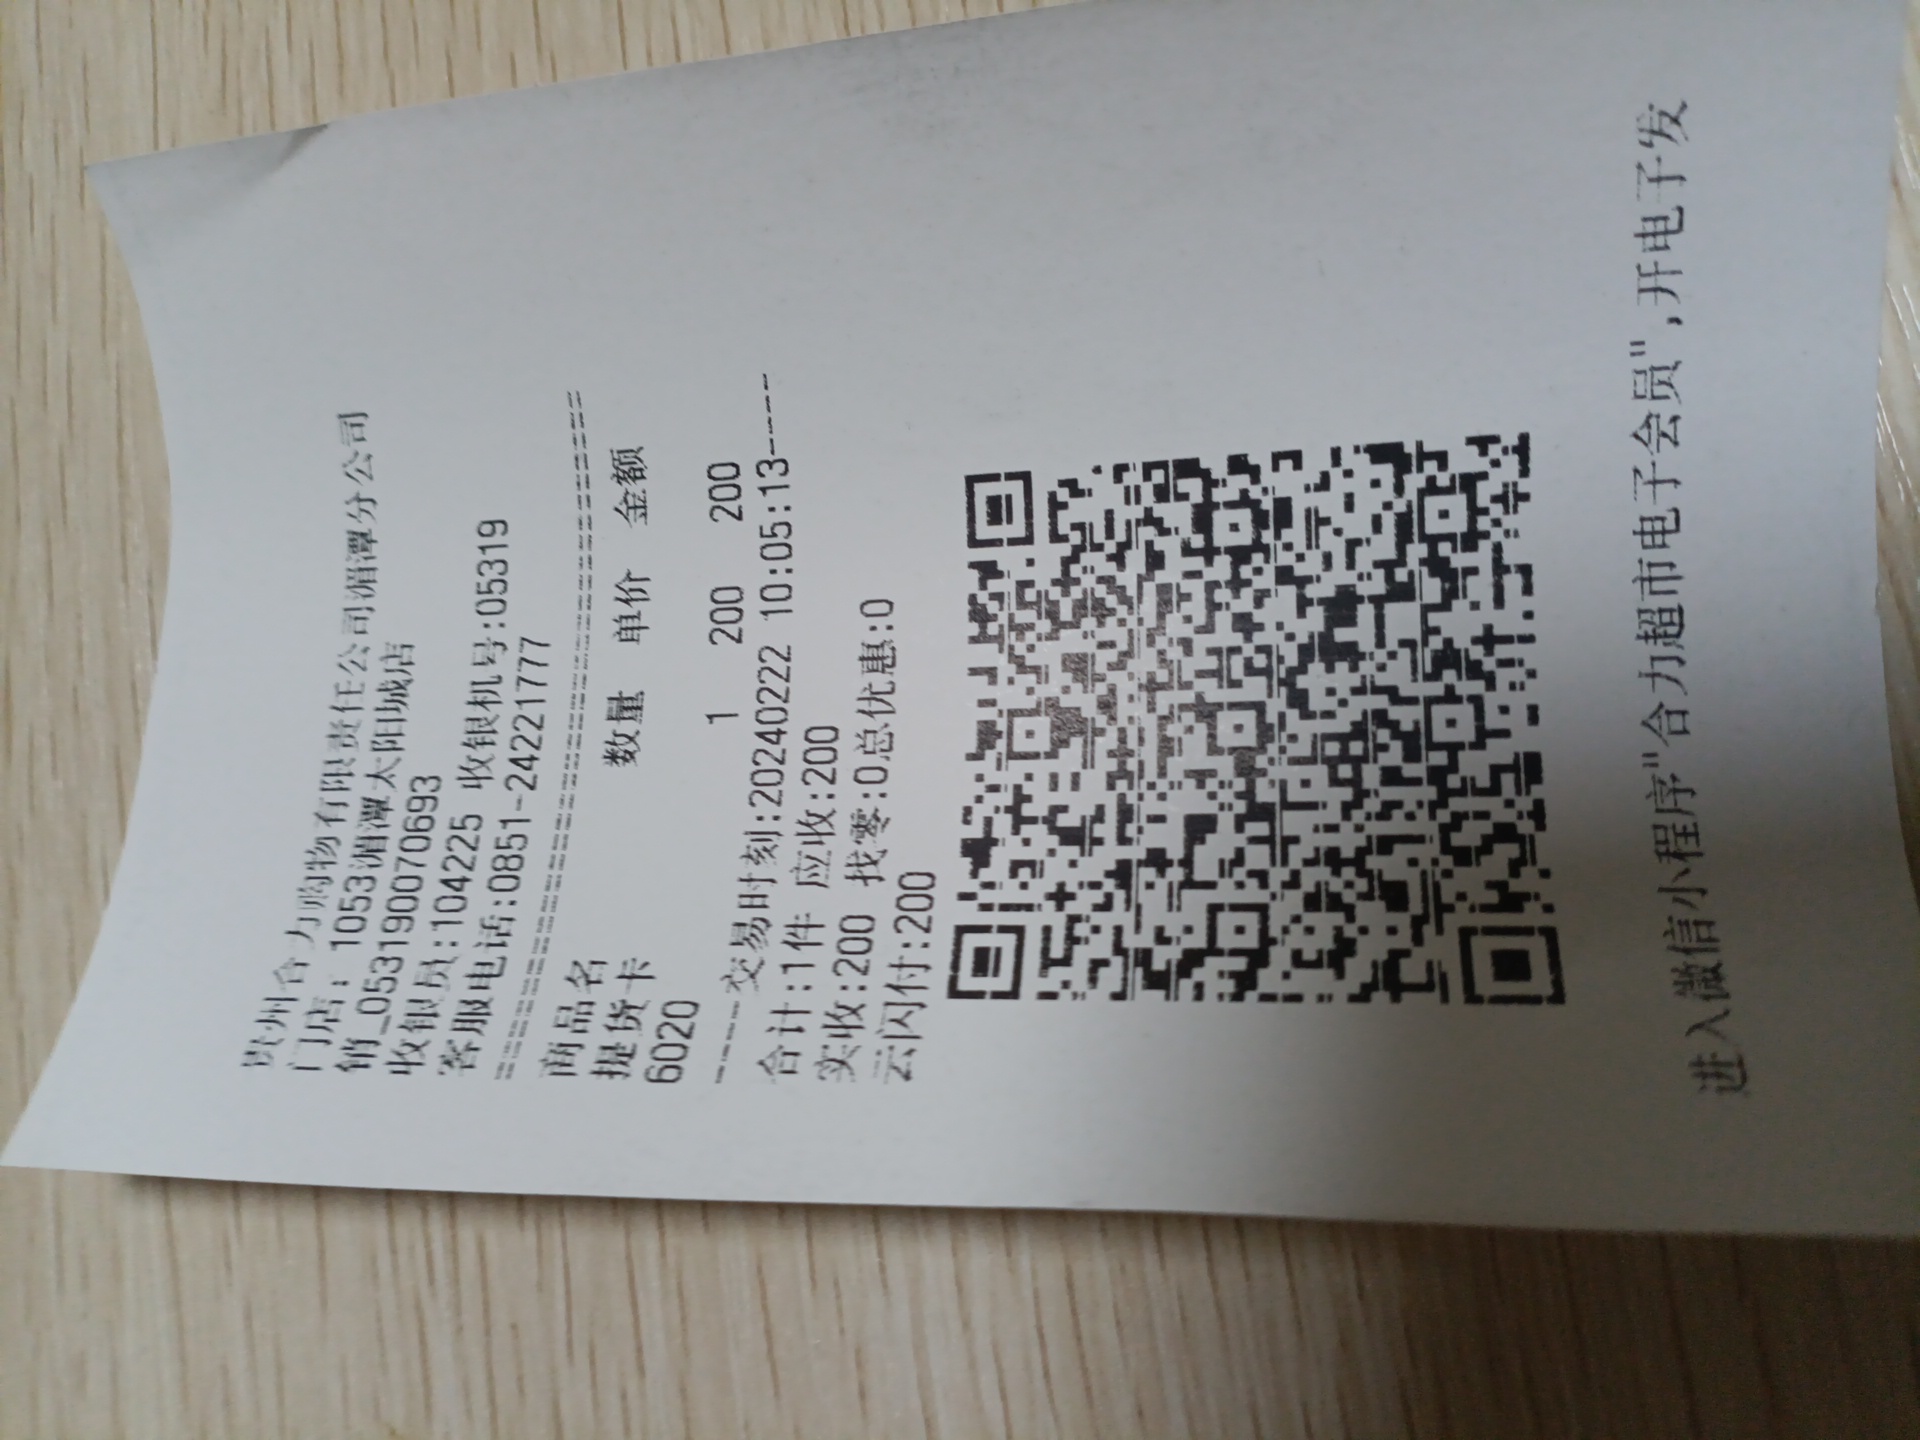 贵州合力购物有限责任公司湄潭分公司
门店: 1053湄潭太阳城店
销_053190070693
收银员:104225 收银机号:05319
客服电话:0851-24221777
商品名 数量 单价 金额
提货卡
6020 1 200 200
----交易时刻:20240222 10:05:13----
合计:1件 应收:200
实收:200 找零:0总优惠:0
云闪付:200
进入微信小程序"合力超市电子会员",开电子发